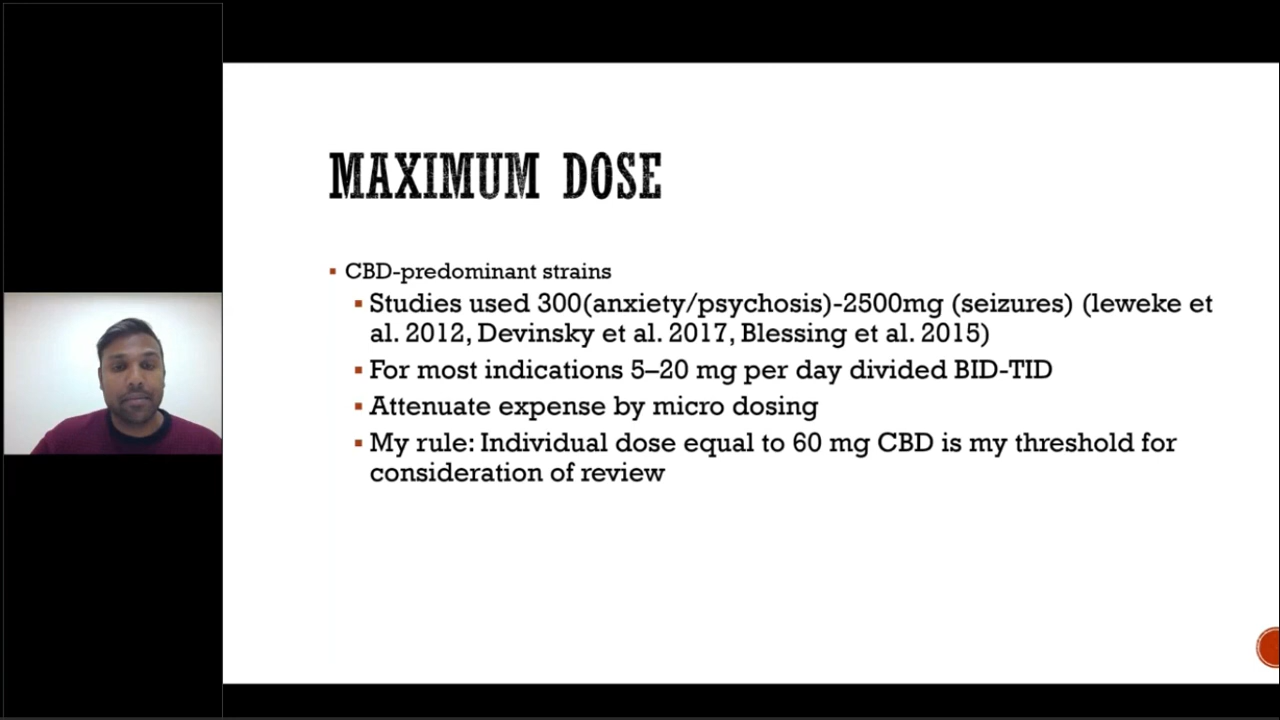 MAXIMUM DOSE
▪ CBD-predominant strains
▪ Studies used 300(anxiety/psychosis)-2500mg (seizures) (leweke et
al. 2012, Devinsky et al. 2017, Blessing et al. 2015)
▪ For most indications 5–20 mg per day divided BID-TID
▪ Attenuate expense by micro dosing
▪ My rule: Individual dose equal to 60 mg CBD is my threshold for
consideration of review